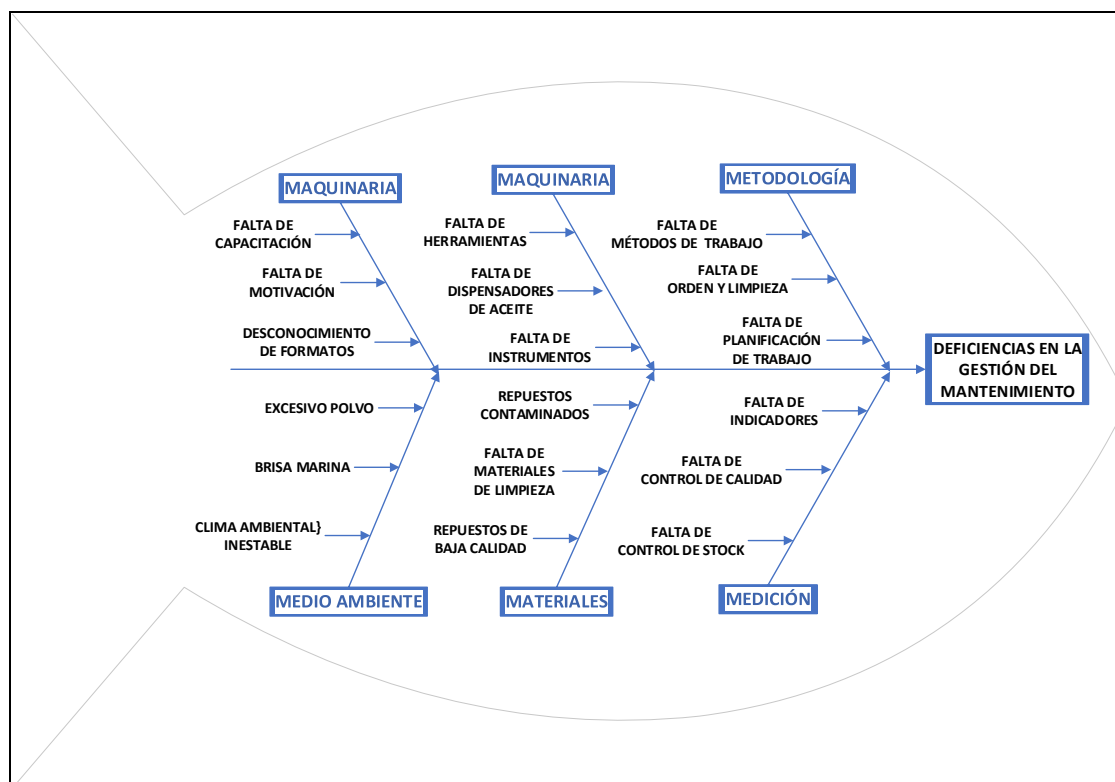 MAQUINARIA
FALTA DE
CAPACITACIÓN
FALTA DE
MOTIVACIÓN
DESCONOCIMIENTO
DE FORMATOS
MAQUINARIA
FALTA DE
HERRAMIENTAS
FALTA DE
DISPENSADORES
DE ACEITE
FALTA DE
INSTRUMENTOS
METODOLOGÍA
FALTA DE
MÉTODOS DE TRABAJO
FALTA DE
ORDEN Y LIMPIEZA
FALTA DE
PLANIFICACIÓN
DE TRABAJO
DEFICIENCIAS EN LA
GESTIÓN DEL
MANTENIMIENTO
EXCESIVO POLVO
BRISA MARINA
CLIMA AMBIENTAL}
INESTABLE
MEDIO AMBIENTE
REPUESTOS
CONTAMINADOS
FALTA DE
MATERIALES
DE LIMPIEZA
REPUESTOS DE
BAJA CALIDAD
MATERIALES
FALTA DE
INDICADORES
FALTA DE
CONTROL DE CALIDAD
FALTA DE
CONTROL DE STOCK
MEDICIÓN